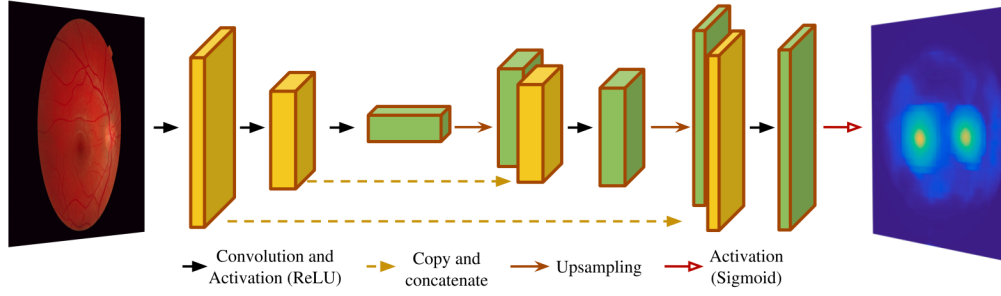 Convolution and
Activation (ReLU)
Copy and
concatenate
Upsampling
Activation
(Sigmoid)